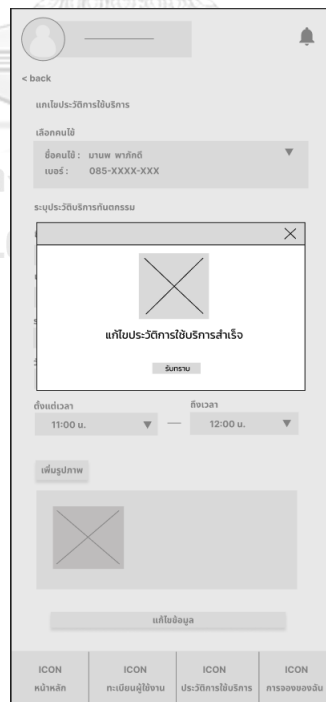 < back
แก้ไขประวัติการใช้บริการ
เลือกคนไข้
ชื่อคนไข้ : มานพ พาภักดี
เบอร์ : 085-XXXX-XXX
ระบุประวัติบริการทันตกรรม
แก้ไขประวัติการใช้บริการสำเร็จ
รับทราบ
ตั้งแต่เวลา ถึงเวลา
11:00 น. — 12:00 น.
เพิ่มรูปภาพ
แก้ไขข้อมูล
ICON ICON ICON ICON
หน้าหลัก ทะเบียนผู้ใช้งาน ประวัติการใช้บริการ การจองของฉัน